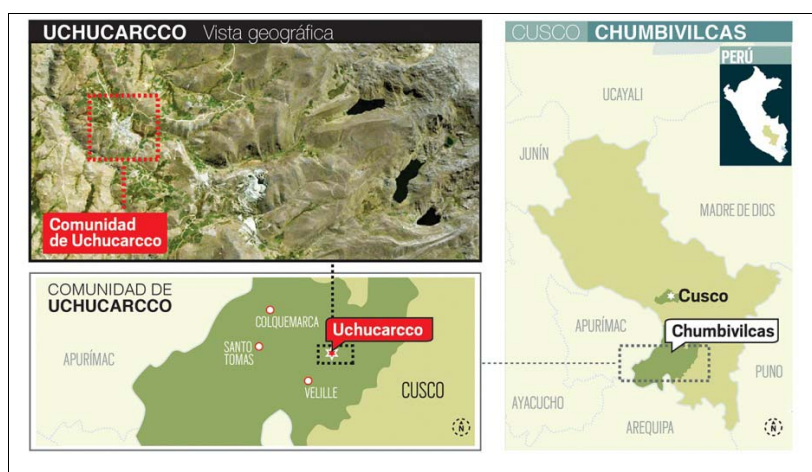 UCHUCARCCO Vista geográfica
Comunidad
de Uchucarcco
COMUNIDAD DE
UCHUCARCCO
COLQUEMARCA
Uchucarcco
SANTO
TOMAS
APURÍMAC
VELILLE
CUSCO
N
CUSCO CHUMBIVILCAS
PERÚ
UCAYALI
JUNÍN
MADRE DE DIOS
Cusco
APURÍMAC
Chumbivilcas
PUNO
AYACUCHO
AREQUIPA
N